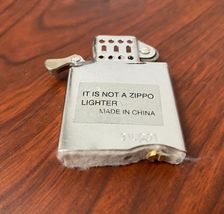 IT IS NOT A ZIPPO
LIGHTER
MADE IN CHINA